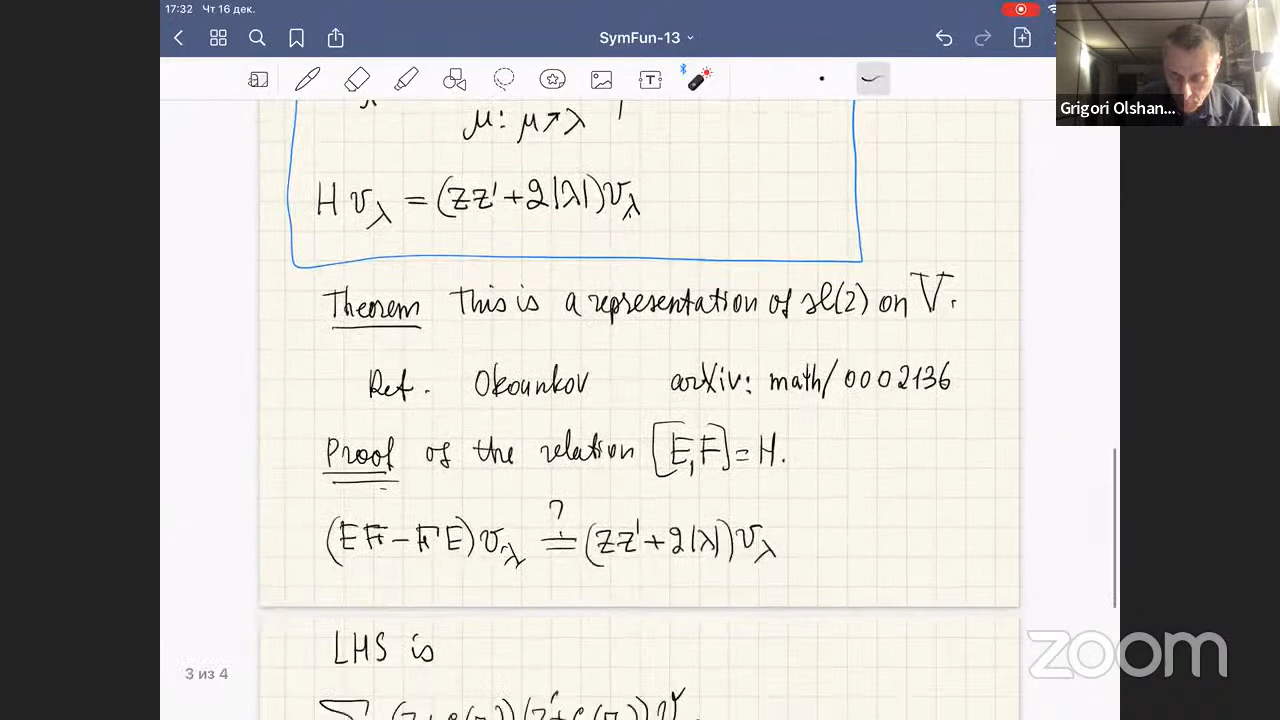 17:32 Чт 16 дек.
SymFun-13
Grigori Olshan...
μ: μ↗λ
H v_λ = (zz' + 2|λ|) v_λ
Theorem This is a representation of sl(2) on V.
Ref. Okounkov arXiv: math/0002136
Proof of the relation [E,F] = H.
(EF - FE) v_λ ?= (zz' + 2|λ|) v_λ
LHS is
3 из 4
zoom